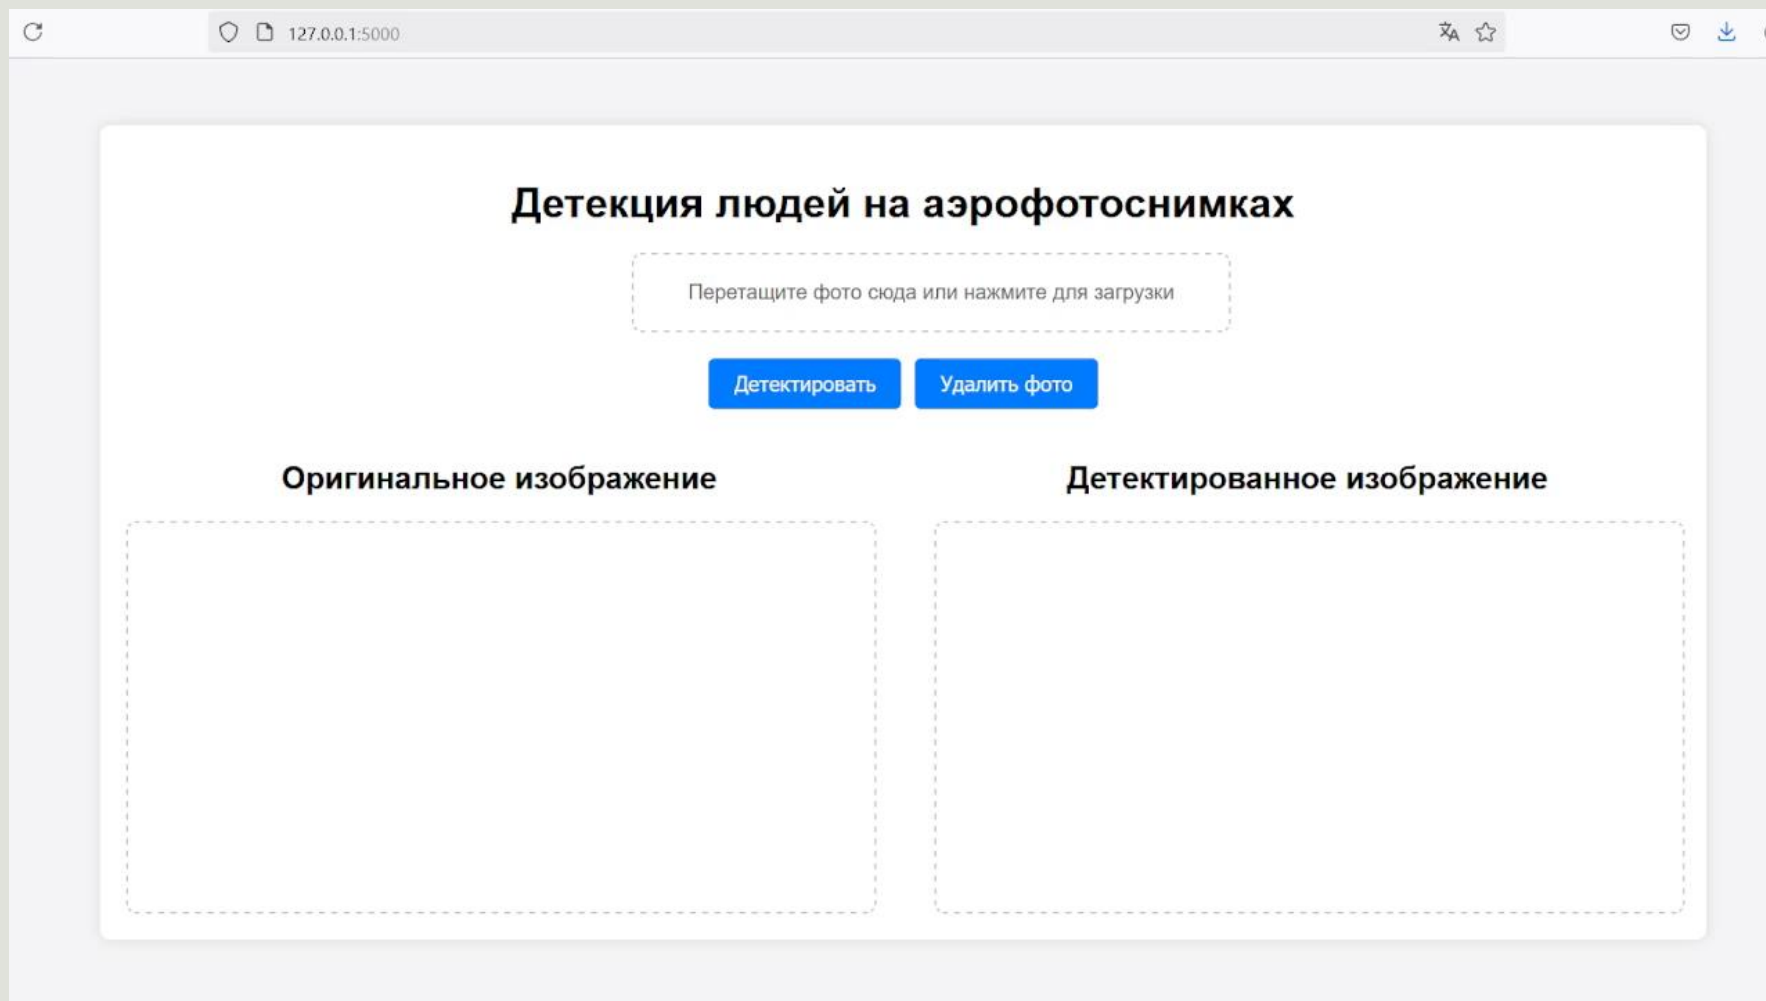 127.0.0.1:5000
Детекция людей на аэрофотоснимках
Перетащите фото сюда или нажмите для загрузки
Детектировать
Удалить фото
Оригинальное изображение
Детектированное изображение